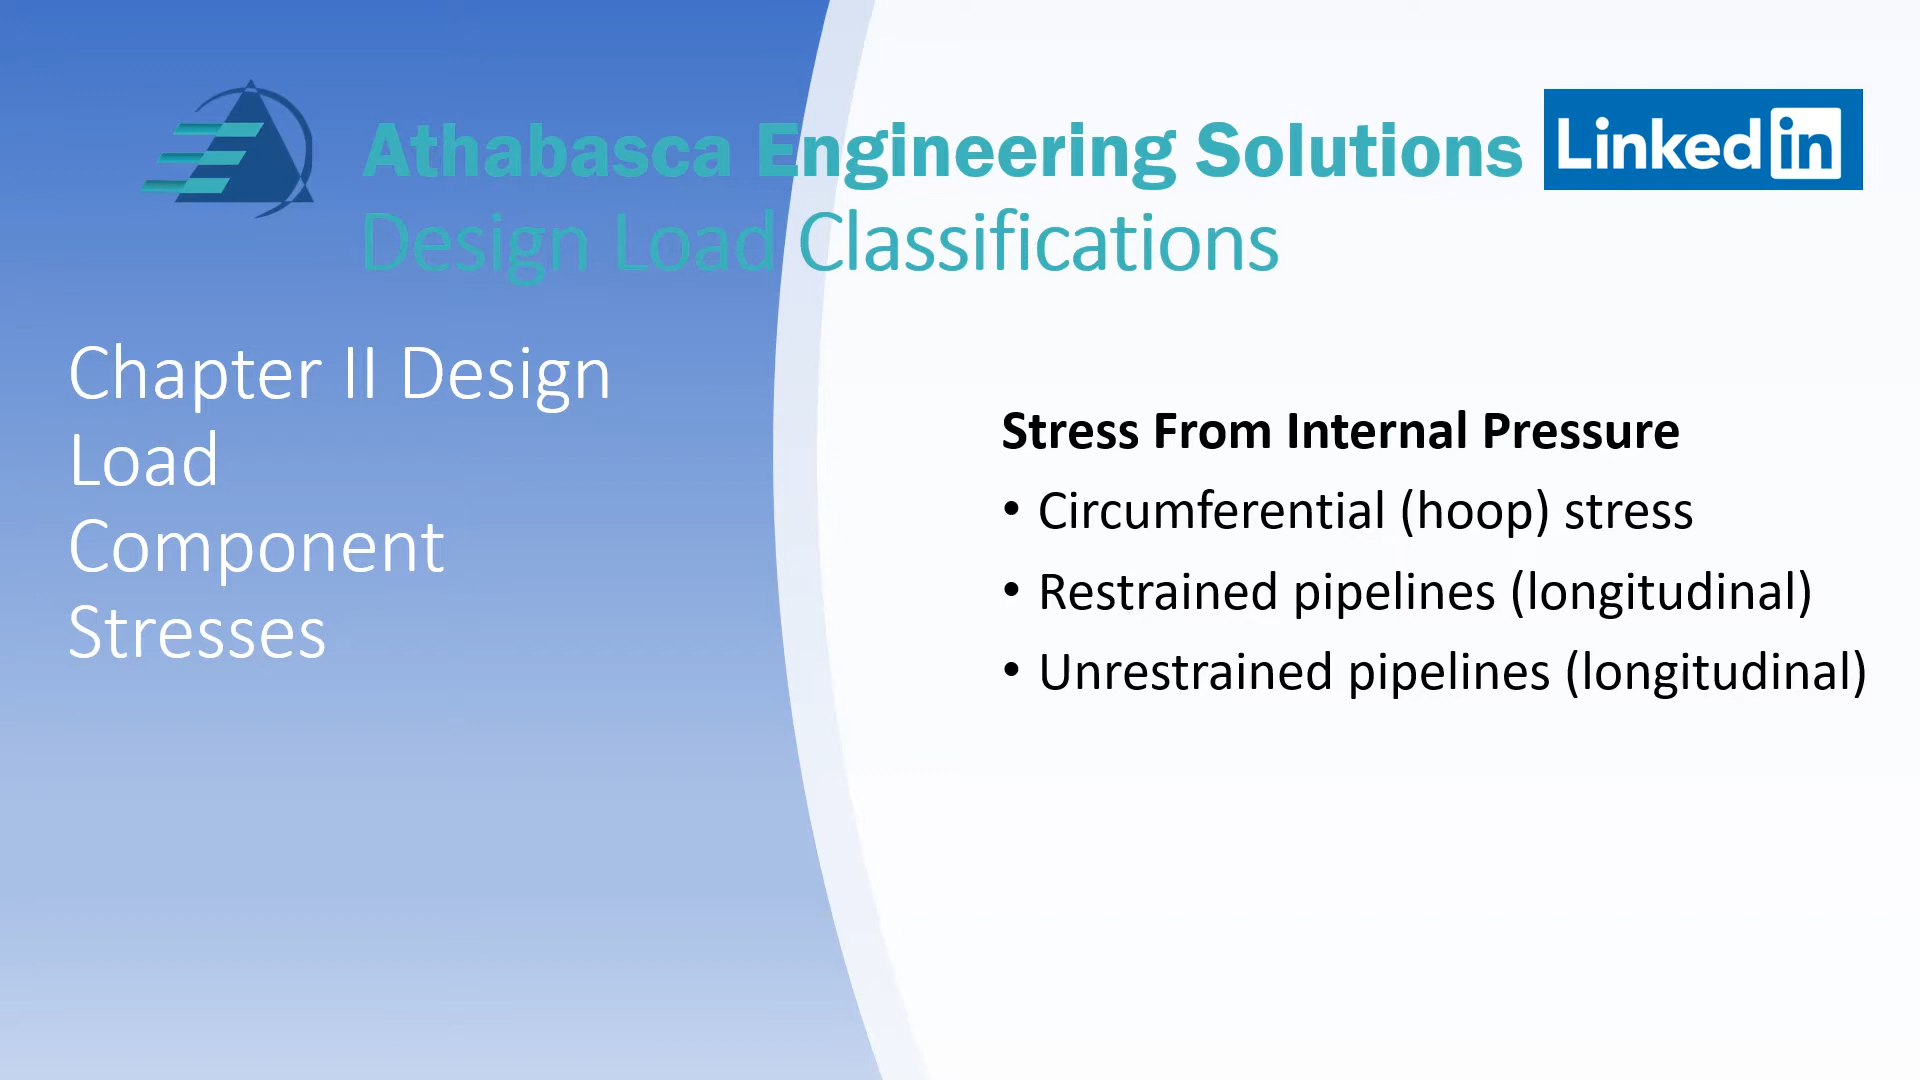 Athabasca Engineering Solutions
Linkedin
Design Load Classifications
Chapter II Design
Load
Component
Stresses
Stress From Internal Pressure
• Circumferential (hoop) stress
• Restrained pipelines (longitudinal)
• Unrestrained pipelines (longitudinal)